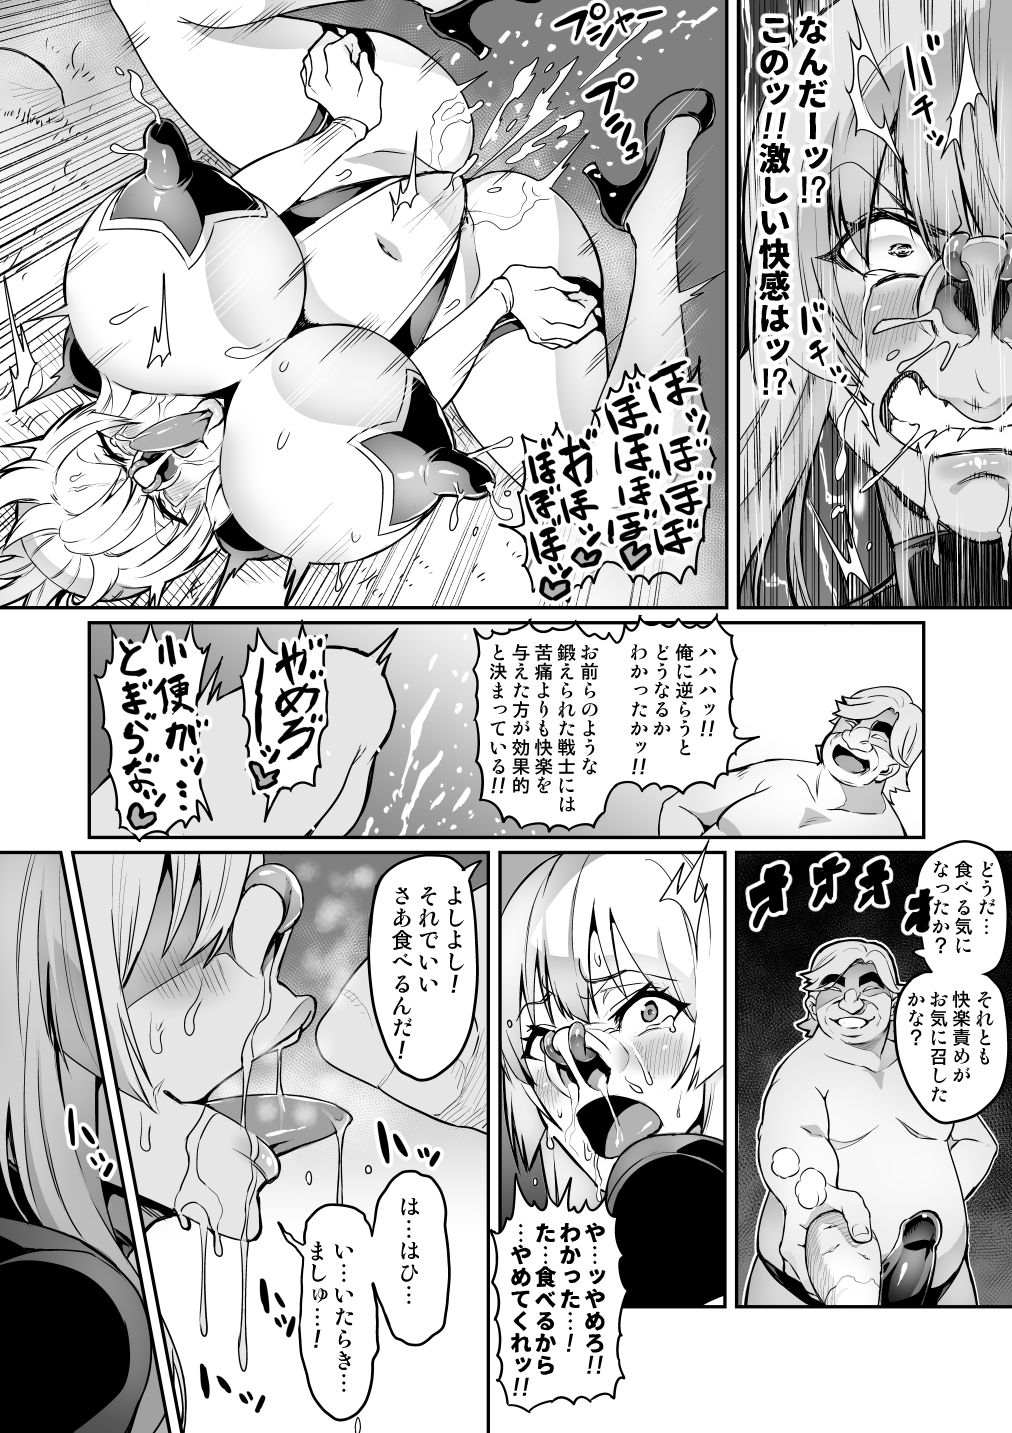 なんだーッ!?
このッ!!激しい快感はッ!?
バチッ
バチッ
プシャー
プシュッ
ほッぼぼぼ
ぼぼぼぼ
おほーッ
ぼぼぼぼーッ
ハハハッ!!
俺に逆らうと
どうなるか
わかったかッ!!
お前らのような
鍛えられた戦士には
苦痛よりも快楽を
与えた方が効果的
と決まっている!!
やめろ゛ーーッ
小便がッ…
とまらな゛ッ
どうだ…
食べる気に
なったか?
それとも
快楽責めが
お気に召した
かな?
オオオオ
や…ッやめろ!!
わかった…!
た…食べるから
…やめてくれッ!!
よしよし!
それでいい
さあ食べるんだ!
は…はひ…
い…いたらき…
ましゅ…!